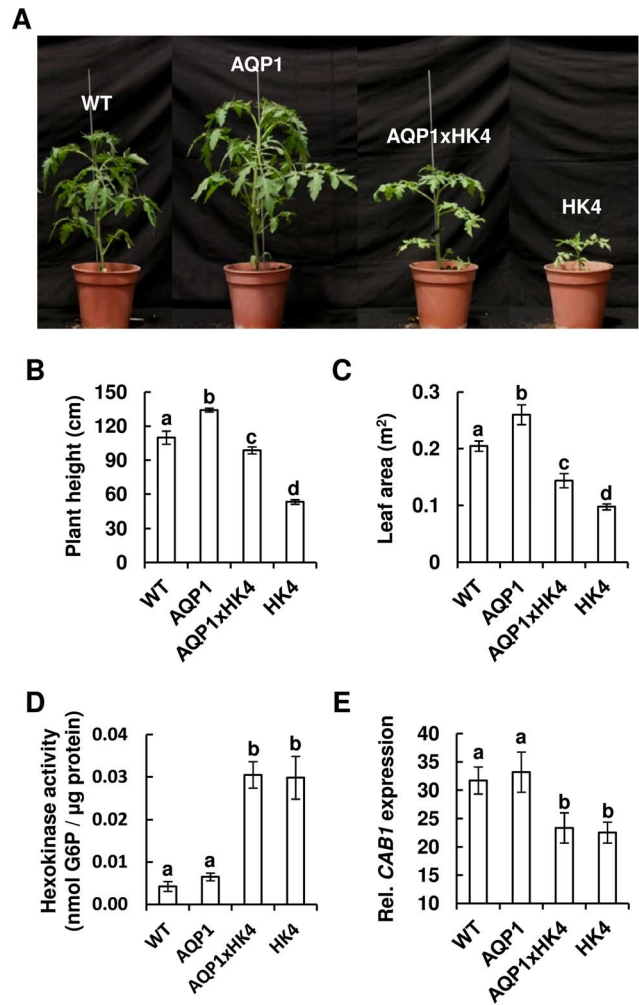 A
WT
AQP1
AQP1xHK4
HK4
B
Plant height (cm)
150
120
90
60
30
0
a
b
c
d
WT
AQP1
AQP1xHK4
HK4
C
Leaf area (m²)
0.3
0.2
0.1
0
a
b
c
d
WT
AQP1
AQP1xHK4
HK4
D
Hexokinase activity
(nmol G6P / µg protein)
0.04
0.03
0.02
0.01
0.00
a
a
b
b
WT
AQP1
AQP1xHK4
HK4
E
Rel. CAB1 expression
40
35
30
25
20
15
10
a
a
b
b
WT
AQP1
AQP1xHK4
HK4